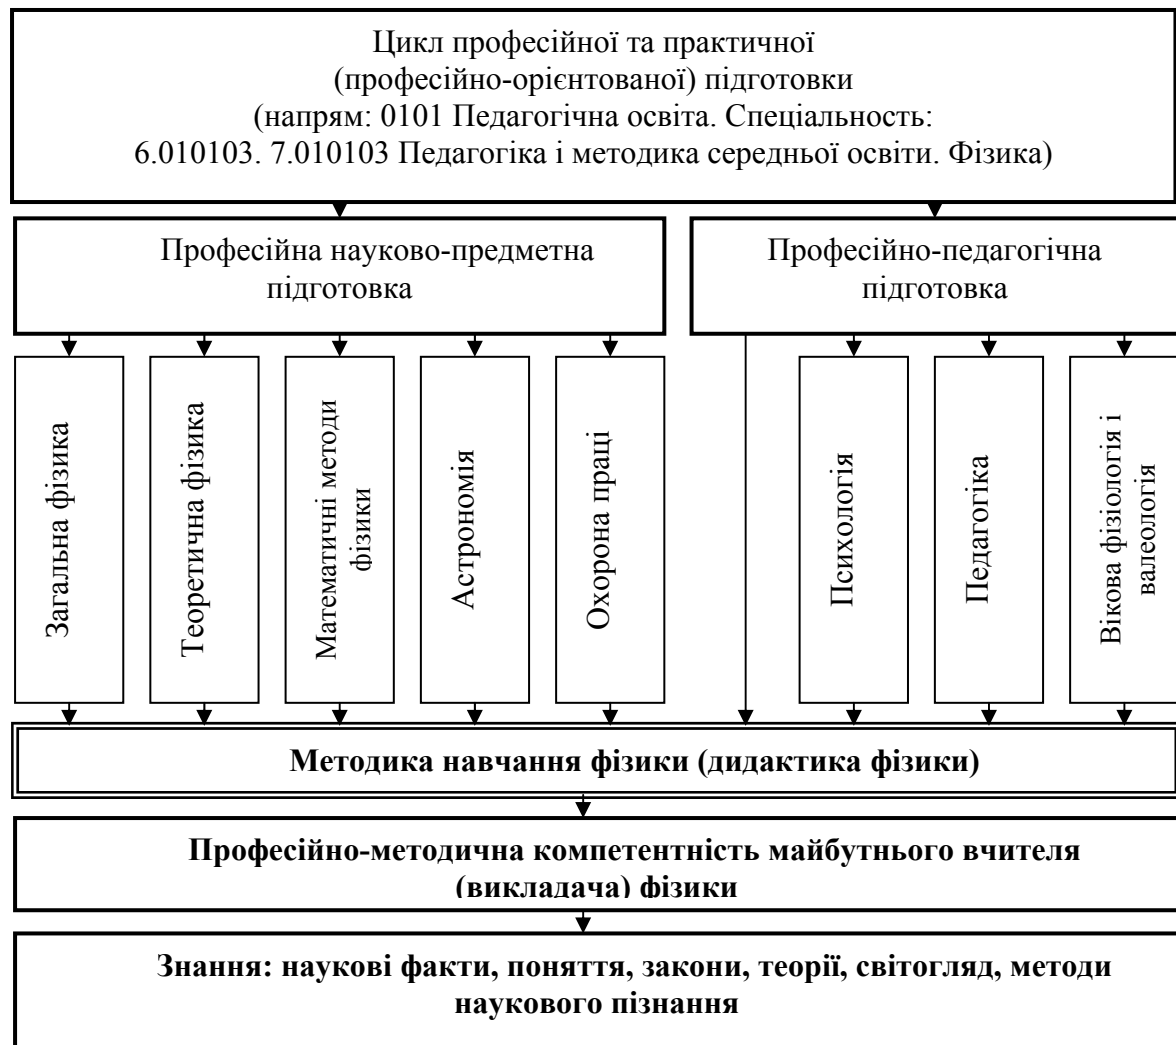 Цикл професійної та практичної
(професійно-орієнтованої) підготовки
(напрям: 0101 Педагогічна освіта. Спеціальность:
6.010103. 7.010103 Педагогіка і методика середньої освіти. Фізика)
Професійна науково-предметна
підготовка
Професійно-педагогічна
підготовка
Загальна фізика
Теоретична фізика
Математичні методи
фізики
Астрономія
Охорона праці
Психологія
Педагогіка
Вікова фізіологія і
валеологія
Методика навчання фізики (дидактика фізики)
Професійно-методична компетентність майбутнього вчителя
(викладача) фізики
Знання: наукові факти, поняття, закони, теорії, світогляд, методи
наукового пізнання